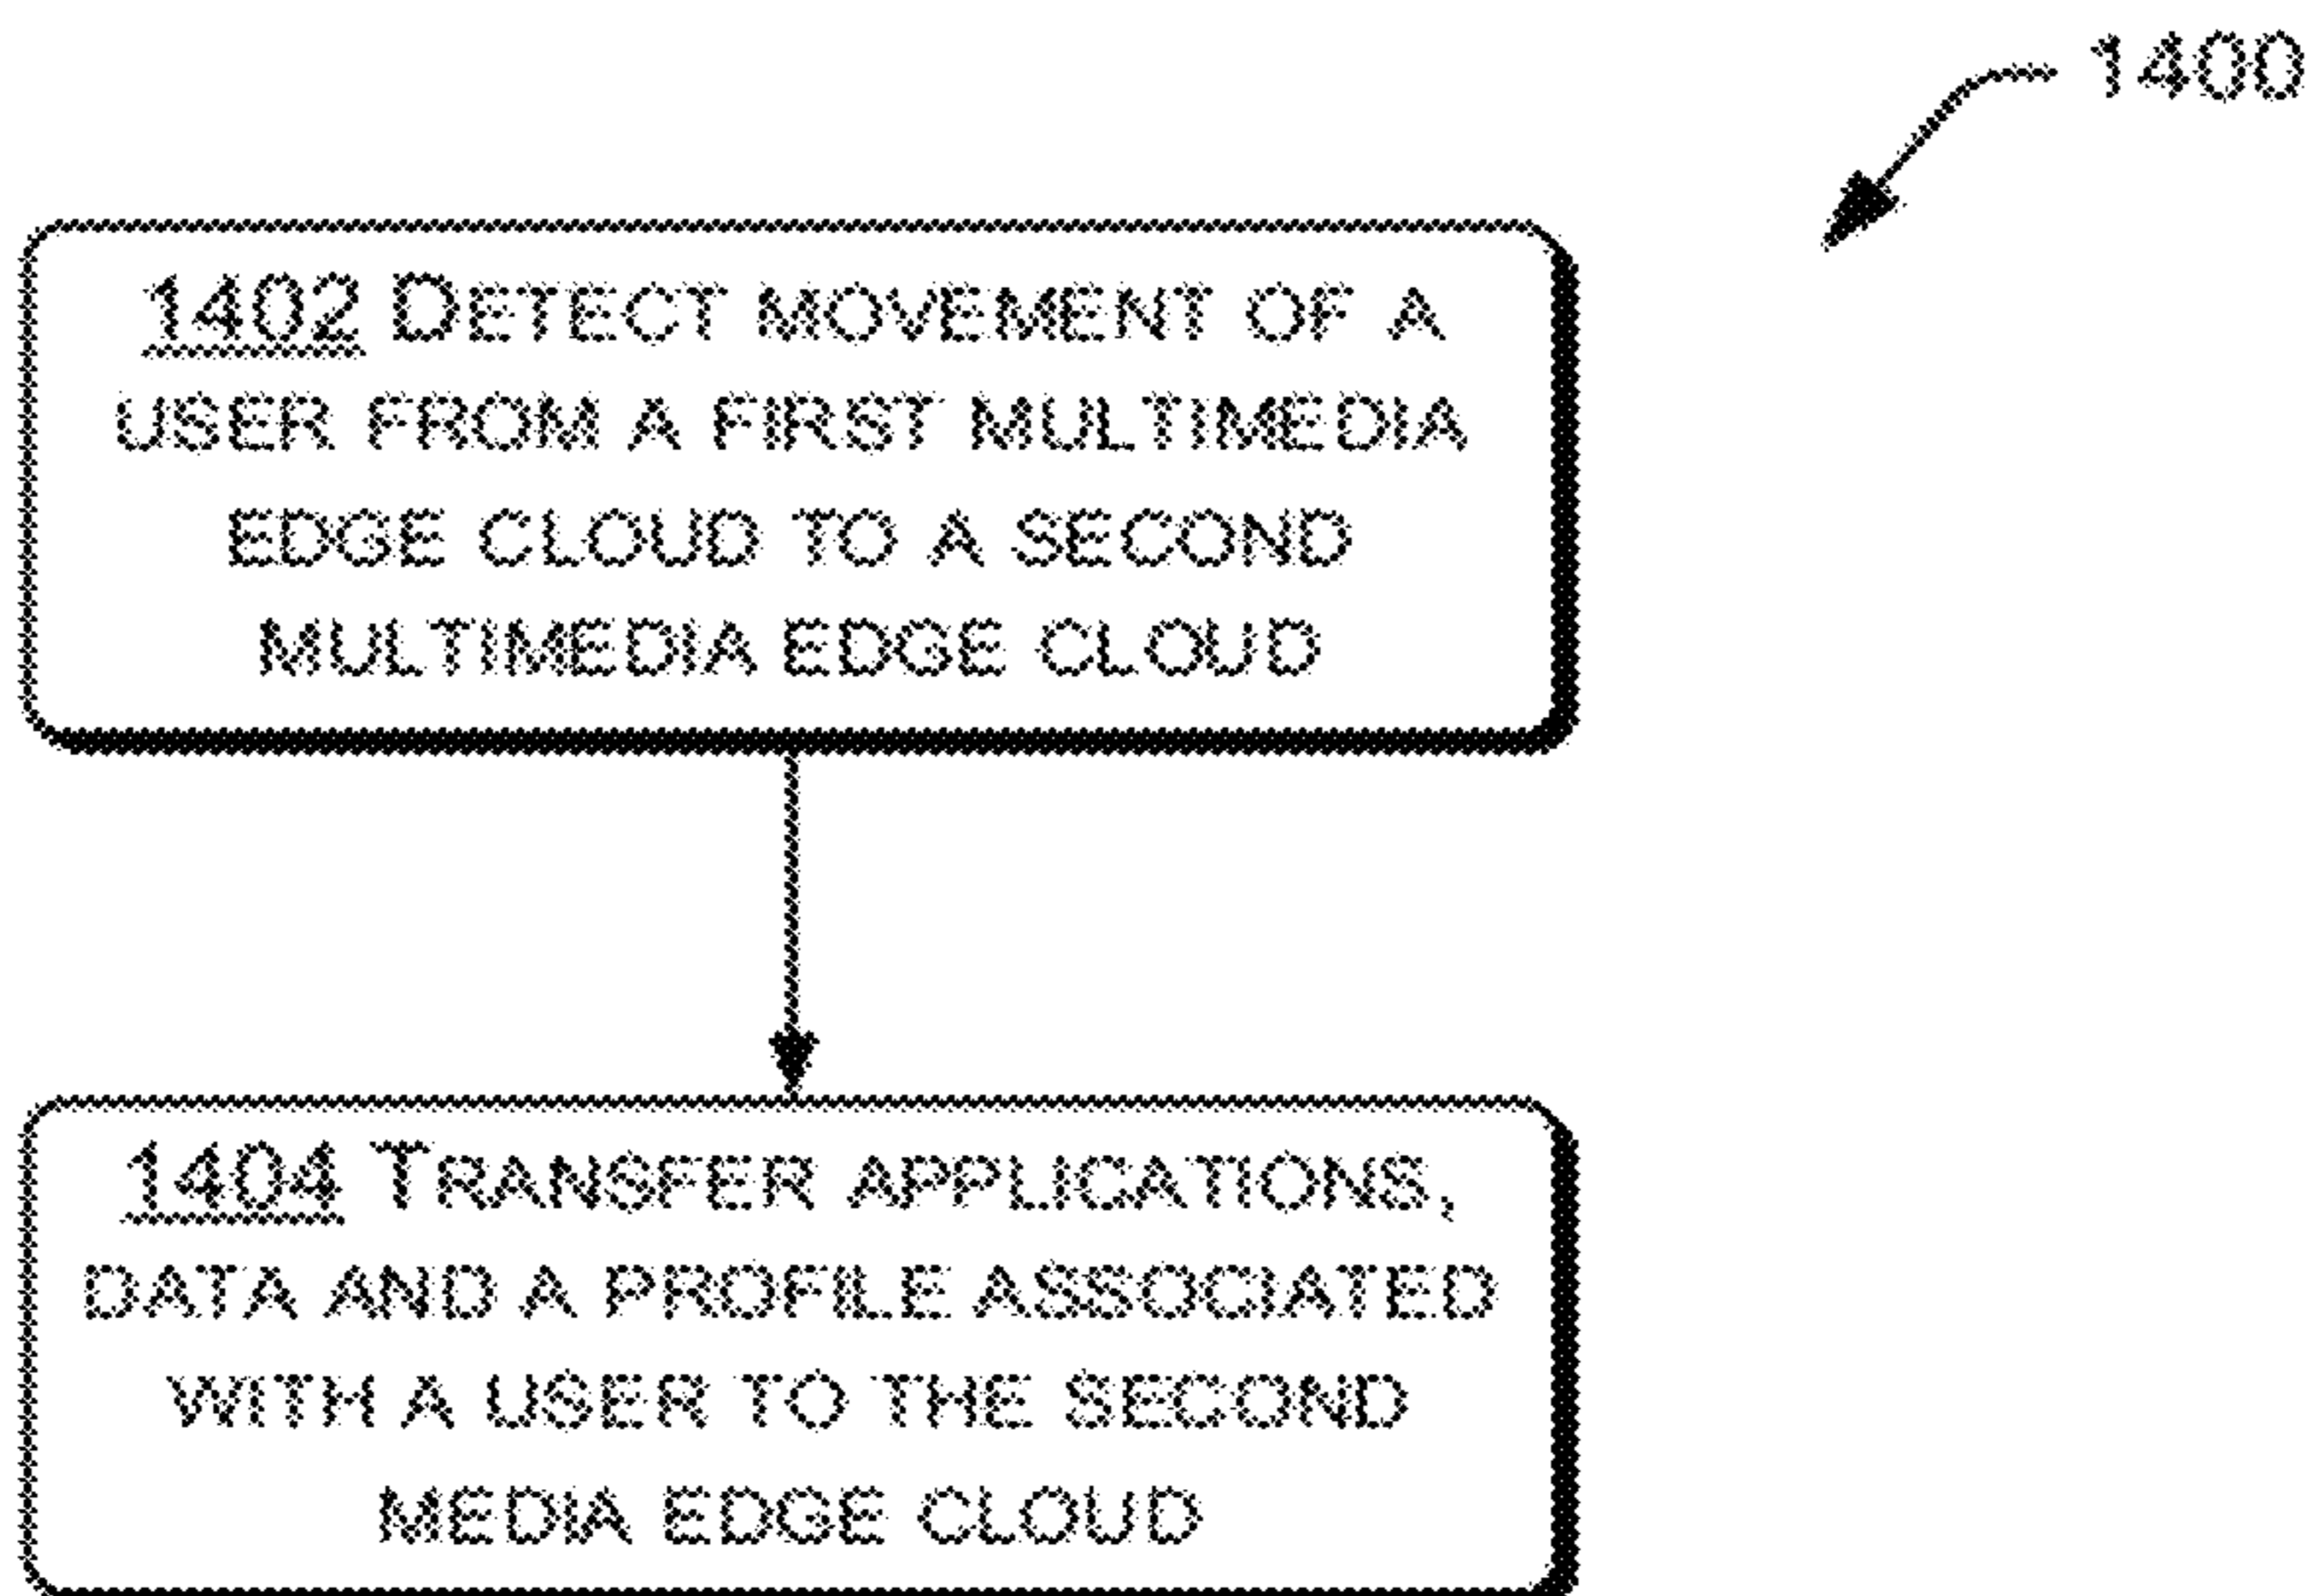 1400
1402 DETECT MOVEMENT OF A
USER FROM A FIRST MULTIMEDIA
EDGE CLOUD TO A SECOND
MULTIMEDIA EDGE CLOUD
1404 TRANSFER APPLICATIONS,
DATA AND A PROFILE ASSOCIATED
WITH A USER TO THE SECOND
MEDIA EDGE CLOUD